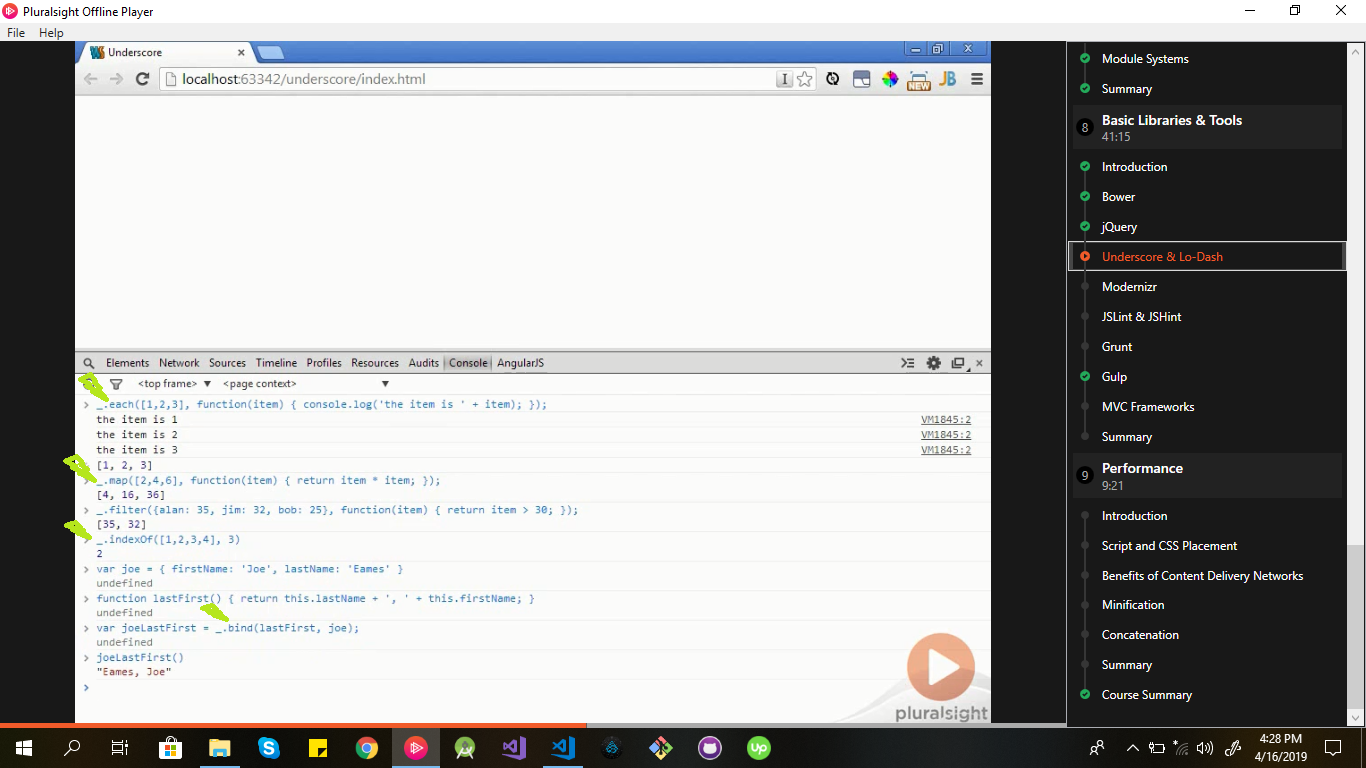 Pluralsight Offline Player
File Help
Underscore
localhost:63342/underscore/index.html
NEW
JB
Elements Network Sources Timeline Profiles Resources Audits Console AngularJS
<top frame> ▼ <page context> ▼
> _.each([1,2,3], function(item) { console.log('the item is ' + item); });
the item is 1 VM1845:2
the item is 2 VM1845:2
the item is 3 VM1845:2
[1, 2, 3]
> _.map([2,4,6], function(item) { return item * item; });
[4, 16, 36]
> _.filter({alan: 35, jim: 32, bob: 25}, function(item) { return item > 30; });
[35, 32]
> _.indexOf([1,2,3,4], 3)
2
> var joe = { firstName: 'Joe', lastName: 'Eames' }
undefined
> function lastFirst() { return this.lastName + ', ' + this.firstName; }
undefined
> var joeLastFirst = _.bind(lastFirst, joe);
undefined
> joeLastFirst()
"Eames, Joe"
>
pluralsight
Module Systems
Summary
8 Basic Libraries & Tools
41:15
Introduction
Bower
jQuery
Underscore & Lo-Dash
Modernizr
JSLint & JSHint
Grunt
Gulp
MVC Frameworks
Summary
9 Performance
9:21
Introduction
Script and CSS Placement
Benefits of Content Delivery Networks
Minification
Concatenation
Summary
Course Summary
Up
4:28 PM
4/16/2019